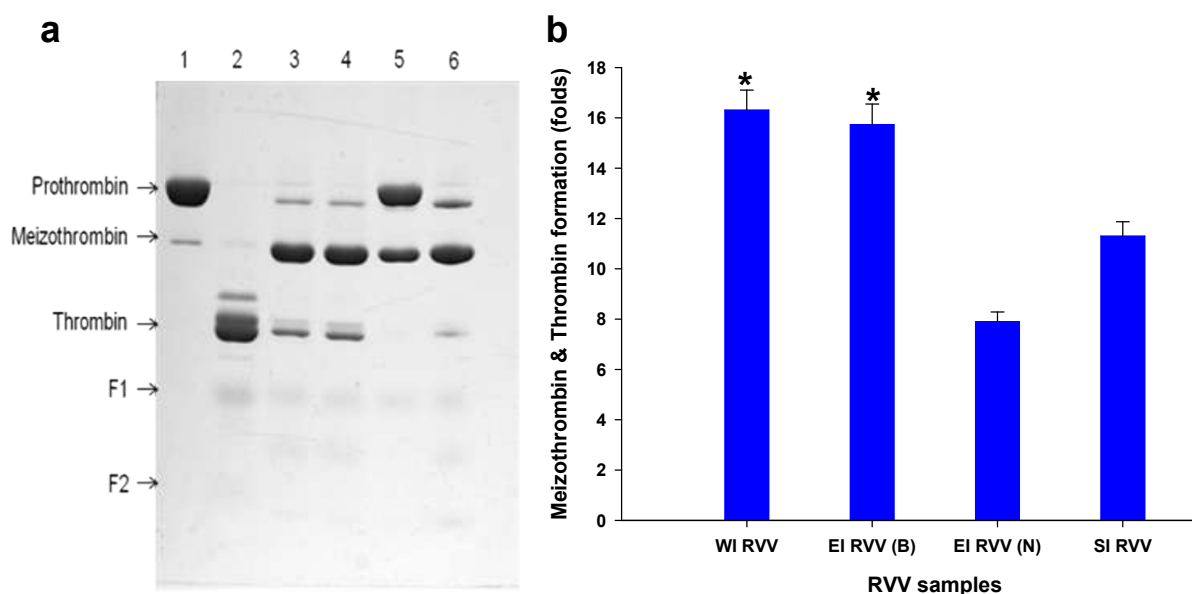 a
1 2 3 4 5 6
Prothrombin →
Meizothrombin →
Thrombin →
F1 →
F2 →
b
Meizothrombin & Thrombin formation (folds)
18
16
14
12
10
8
6
4
2
0
* *
WI RVV EI RVV (B) EI RVV (N) SI RVV
RVV samples